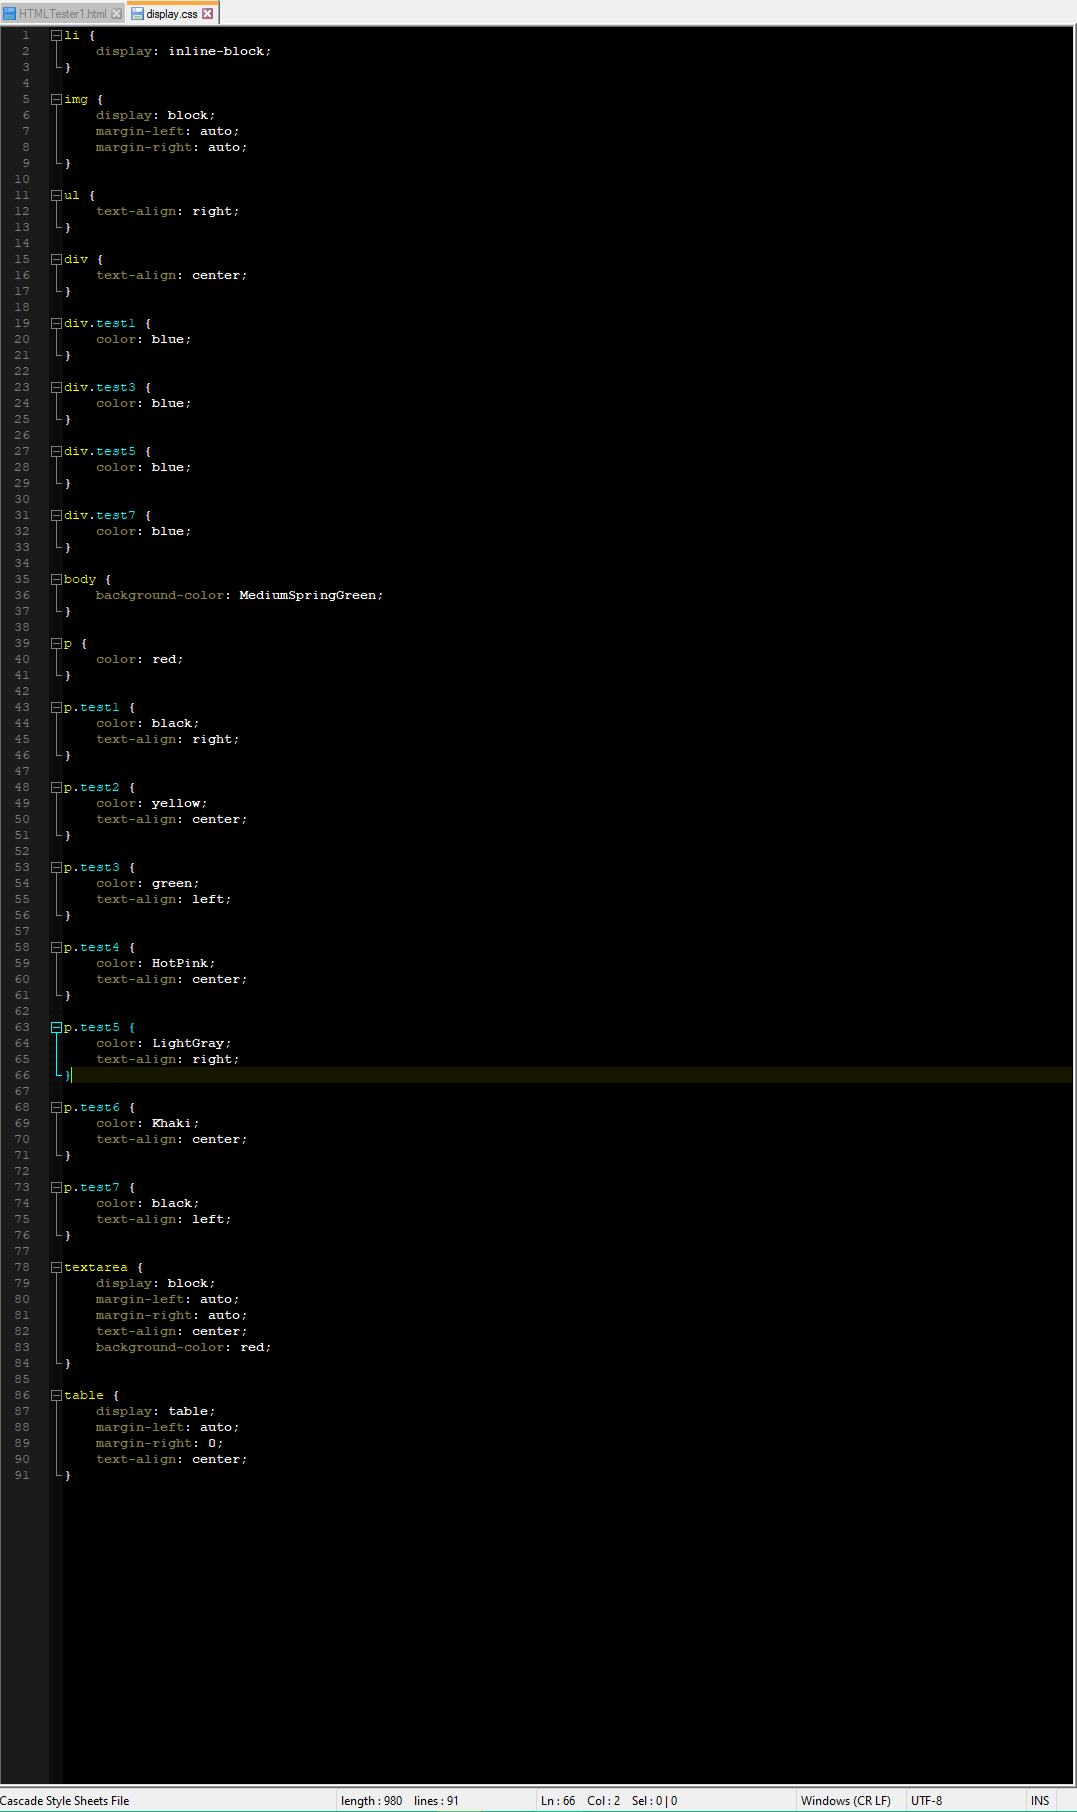 HTMLTester1.html display.css
1 li {
2 display: inline-block;
3 }
4
5 img {
6 display: block;
7 margin-left: auto;
8 margin-right: auto;
9 }
10
11 ul {
12 text-align: right;
13 }
14
15 div {
16 text-align: center;
17 }
18
19 div.test1 {
20 color: blue;
21 }
22
23 div.test3 {
24 color: blue;
25 }
26
27 div.test5 {
28 color: blue;
29 }
30
31 div.test7 {
32 color: blue;
33 }
34
35 body {
36 background-color: MediumSpringGreen;
37 }
38
39 p {
40 color: red;
41 }
42
43 p.test1 {
44 color: black;
45 text-align: right;
46 }
47
48 p.test2 {
49 color: yellow;
50 text-align: center;
51 }
52
53 p.test3 {
54 color: green;
55 text-align: left;
56 }
57
58 p.test4 {
59 color: HotPink;
60 text-align: center;
61 }
62
63 p.test5 {
64 color: LightGray;
65 text-align: right;
66 }
67
68 p.test6 {
69 color: Khaki;
70 text-align: center;
71 }
72
73 p.test7 {
74 color: black;
75 text-align: left;
76 }
77
78 textarea {
79 display: block;
80 margin-left: auto;
81 margin-right: auto;
82 text-align: center;
83 background-color: red;
84 }
85
86 table {
87 display: table;
88 margin-left: auto;
89 margin-right: 0;
90 text-align: center;
91 }
Cascade Style Sheets File length : 980 lines : 91 Ln : 66 Col : 2 Sel : 0 | 0 Windows (CR LF) UTF-8 INS